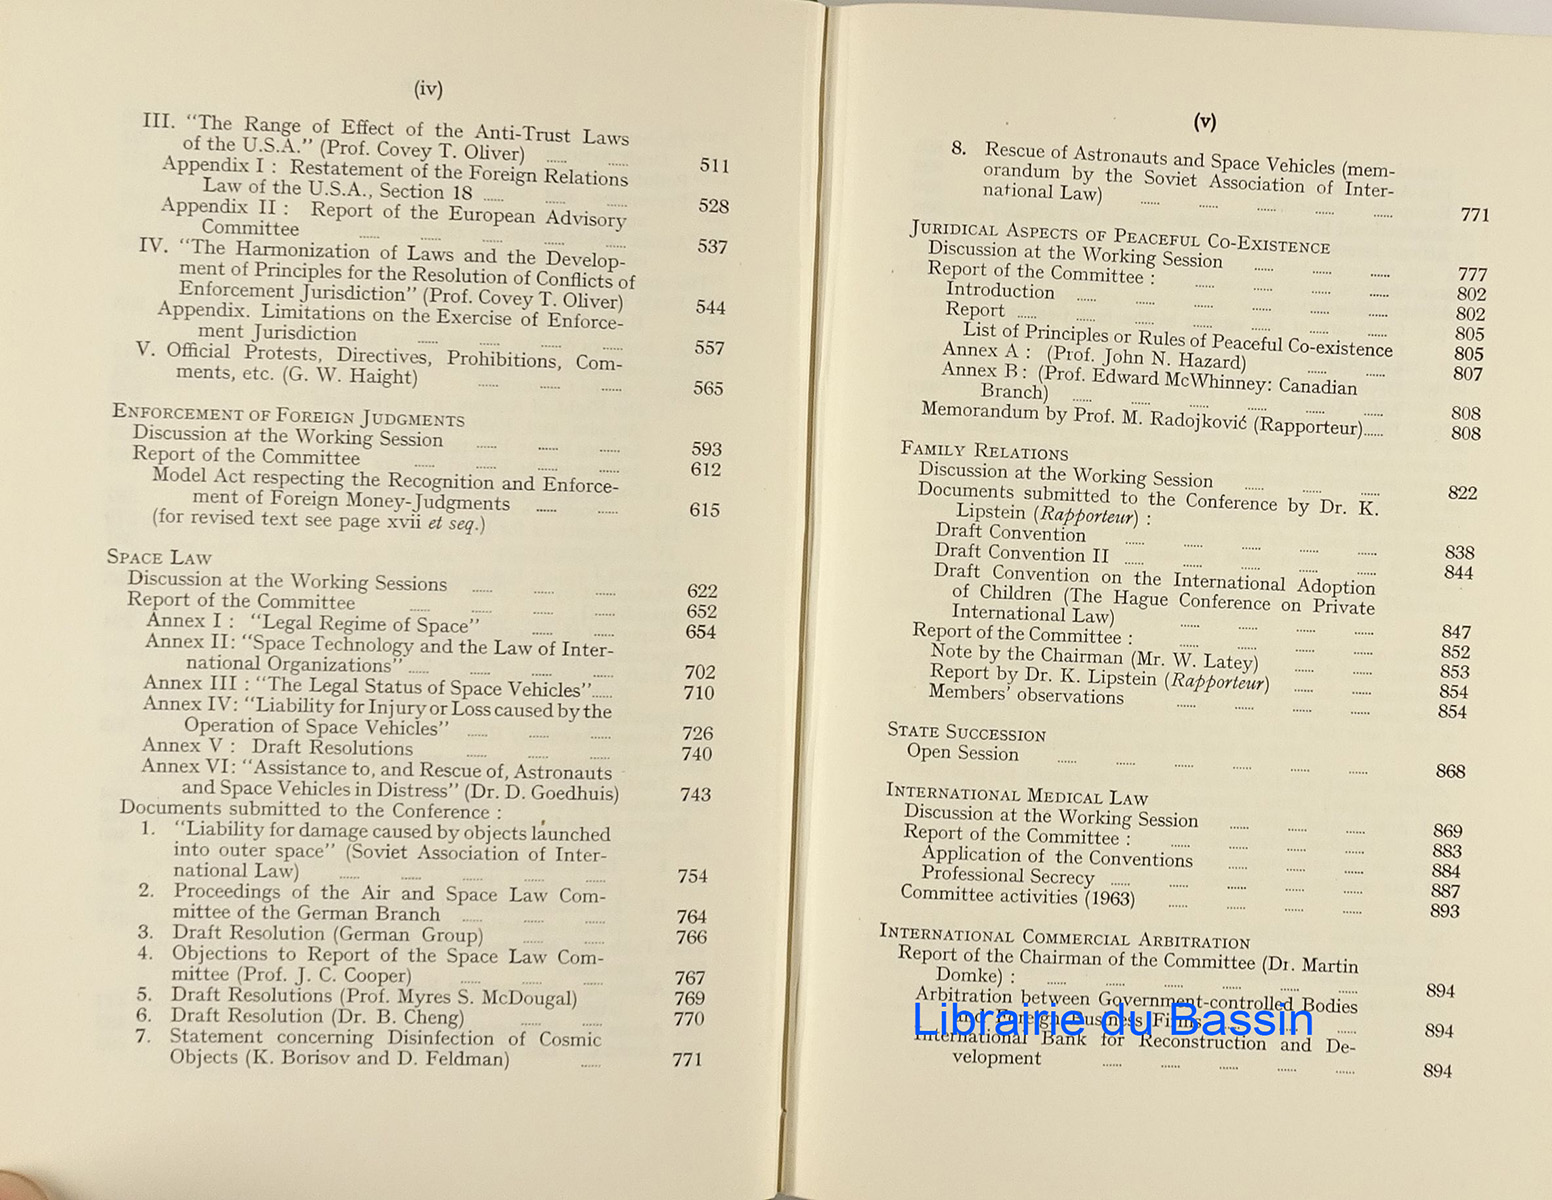 (iv)
III. “The Range of Effect of the Anti-Trust Laws
of the U.S.A.” (Prof. Covey T. Oliver) ...... ...... 511
Appendix I : Restatement of the Foreign Relations
Law of the U.S.A., Section 18 ...... ...... ...... 528
Appendix II : Report of the European Advisory
Committee ...... ...... ...... ...... ...... 537
IV. “The Harmonization of Laws and the Develop-
ment of Principles for the Resolution of Conflicts of
Enforcement Jurisdiction” (Prof. Covey T. Oliver) 544
Appendix. Limitations on the Exercise of Enforce-
ment Jurisdiction ...... ...... ...... ...... 557
V. Official Protests, Directives, Prohibitions, Com-
ments, etc. (G. W. Haight) ...... ...... ...... 565
ENFORCEMENT OF FOREIGN JUDGMENTS
Discussion at the Working Session ...... ...... ...... 593
Report of the Committee ...... ...... ...... ...... 612
Model Act respecting the Recognition and Enforce-
ment of Foreign Money-Judgments ...... ...... 615
(for revised text see page xvii et seq.)
SPACE LAW
Discussion at the Working Sessions ...... ...... ...... 622
Report of the Committee ...... ...... ...... ...... 652
Annex I : “Legal Regime of Space” ...... ...... 654
Annex II: “Space Technology and the Law of Inter-
national Organizations” ...... ...... ...... ...... 702
Annex III : “The Legal Status of Space Vehicles”...... 710
Annex IV: “Liability for Injury or Loss caused by the
Operation of Space Vehicles” ...... ...... ...... 726
Annex V : Draft Resolutions ...... ...... ...... 740
Annex VI: “Assistance to, and Rescue of, Astronauts
and Space Vehicles in Distress” (Dr. D. Goedhuis) 743
Documents submitted to the Conference :
1. “Liability for damage caused by objects launched
into outer space” (Soviet Association of Inter-
national Law) ...... ...... ...... ...... ...... 754
2. Proceedings of the Air and Space Law Com-
mittee of the German Branch ...... ...... ...... 764
3. Draft Resolution (German Group) ...... ...... 766
4. Objections to Report of the Space Law Com-
mittee (Prof. J. C. Cooper) ...... ...... ...... 767
5. Draft Resolutions (Prof. Myres S. McDougal) 769
6. Draft Resolution (Dr. B. Cheng) ...... ...... 770
7. Statement concerning Disinfection of Cosmic
Objects (K. Borisov and D. Feldman) ...... 771
(v)
8. Rescue of Astronauts and Space Vehicles (mem-
orandum by the Soviet Association of Inter-
national Law) ...... ...... ...... ...... ...... 771
JURIDICAL ASPECTS OF PEACEFUL CO-EXISTENCE
Discussion at the Working Session ...... ...... ...... 777
Report of the Committee : ...... ...... ...... ...... 802
Introduction ...... ...... ...... ...... ...... ...... 802
Report ...... ...... ...... ...... ...... ...... ...... 805
List of Principles or Rules of Peaceful Co-existence 805
Annex A : (Prof. John N. Hazard) ...... ...... 807
Annex B : (Prof. Edward McWhinney: Canadian
Branch) ...... ...... ...... ...... ...... ...... 808
Memorandum by Prof. M. Radojković (Rapporteur)...... 808
FAMILY RELATIONS
Discussion at the Working Session ...... ...... ...... 822
Documents submitted to the Conference by Dr. K.
Lipstein (Rapporteur) :
Draft Convention ...... ...... ...... ...... ...... 838
Draft Convention II ...... ...... ...... ...... ...... 844
Draft Convention on the International Adoption
of Children (The Hague Conference on Private
International Law) ...... ...... ...... ...... 847
Report of the Committee : ...... ...... ...... ...... 852
Note by the Chairman (Mr. W. Latey) ...... ...... 853
Report by Dr. K. Lipstein (Rapporteur) ...... ...... 854
Members’ observations ...... ...... ...... ...... 854
STATE SUCCESSION
Open Session ...... ...... ...... ...... ...... ...... 868
INTERNATIONAL MEDICAL LAW
Discussion at the Working Session ...... ...... ...... 869
Report of the Committee : ...... ...... ...... ...... 883
Application of the Conventions ...... ...... ...... 884
Professional Secrecy ...... ...... ...... ...... ...... 887
Committee activities (1963) ...... ...... ...... ...... 893
INTERNATIONAL COMMERCIAL ARBITRATION
Report of the Chairman of the Committee (Dr. Martin
Domke) : ...... ...... ...... ...... ...... ...... 894
Arbitration between Government-controlled Bodies
and Foreign Business Firms ...... ...... ...... 894
International Bank for Reconstruction and De-
velopment ...... ...... ...... ...... ...... 894
Librairie du Bassin